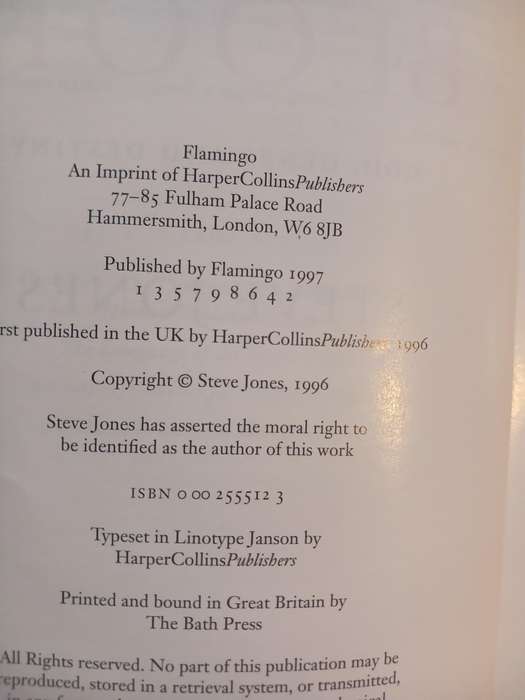 Flamingo
An Imprint of HarperCollinsPublishers
77–85 Fulham Palace Road
Hammersmith, London, W6 8JB
Published by Flamingo 1997
1 3 5 7 9 8 6 4 2
rst published in the UK by HarperCollinsPublishers 1996
Copyright © Steve Jones, 1996
Steve Jones has asserted the moral right to
be identified as the author of this work
ISBN 0 00 255512 3
Typeset in Linotype Janson by
HarperCollinsPublishers
Printed and bound in Great Britain by
The Bath Press
All Rights reserved. No part of this publication may be
reproduced, stored in a retrieval system, or transmitted,